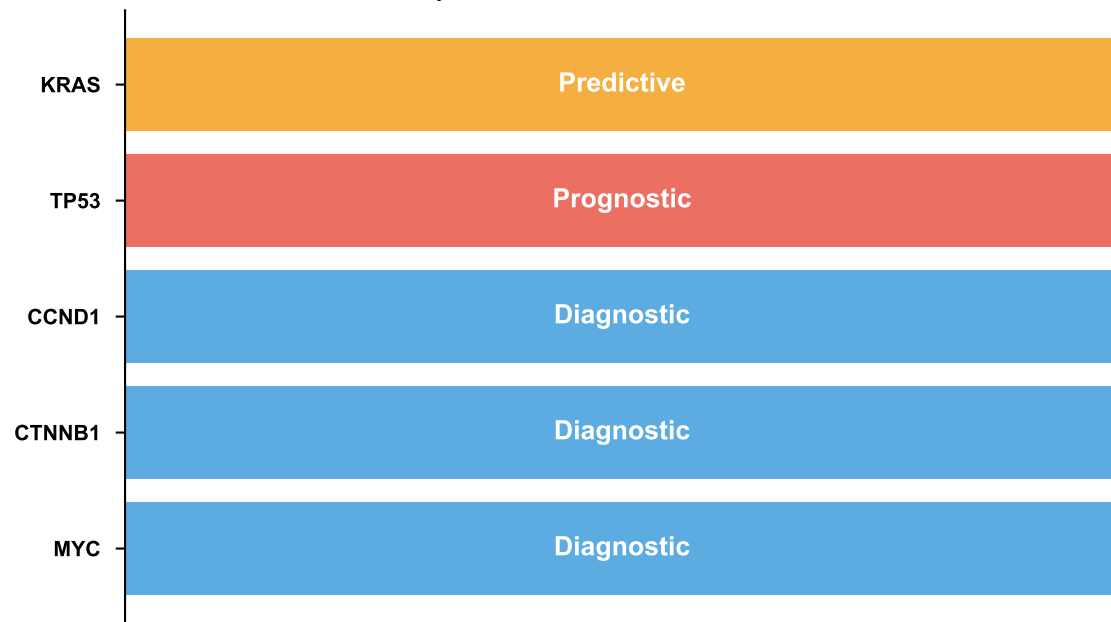 KRAS Predictive
TP53 Prognostic
CCND1 Diagnostic
CTNNB1 Diagnostic
MYC Diagnostic